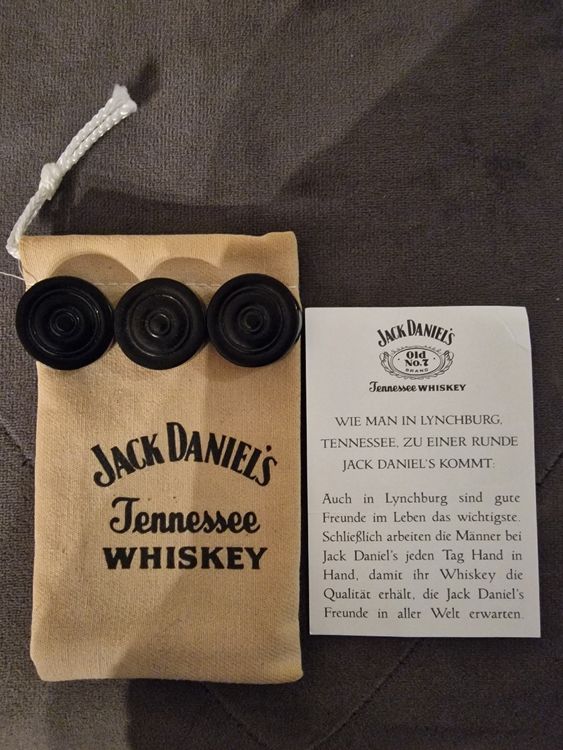 JACK DANIEL'S
Tennessee
WHISKEY
JACK DANIEL'S
Old
No.7
BRAND
Tennessee WHISKEY
WIE MAN IN LYNCHBURG,
TENNESSEE, ZU EINER RUNDE
JACK DANIEL'S KOMMT:
Auch in Lynchburg sind gute
Freunde im Leben das wichtigste.
Schließlich arbeiten die Männer bei
Jack Daniel's jeden Tag Hand in
Hand, damit ihr Whiskey die
Qualität erhält, die Jack Daniel's
Freunde in aller Welt erwarten.